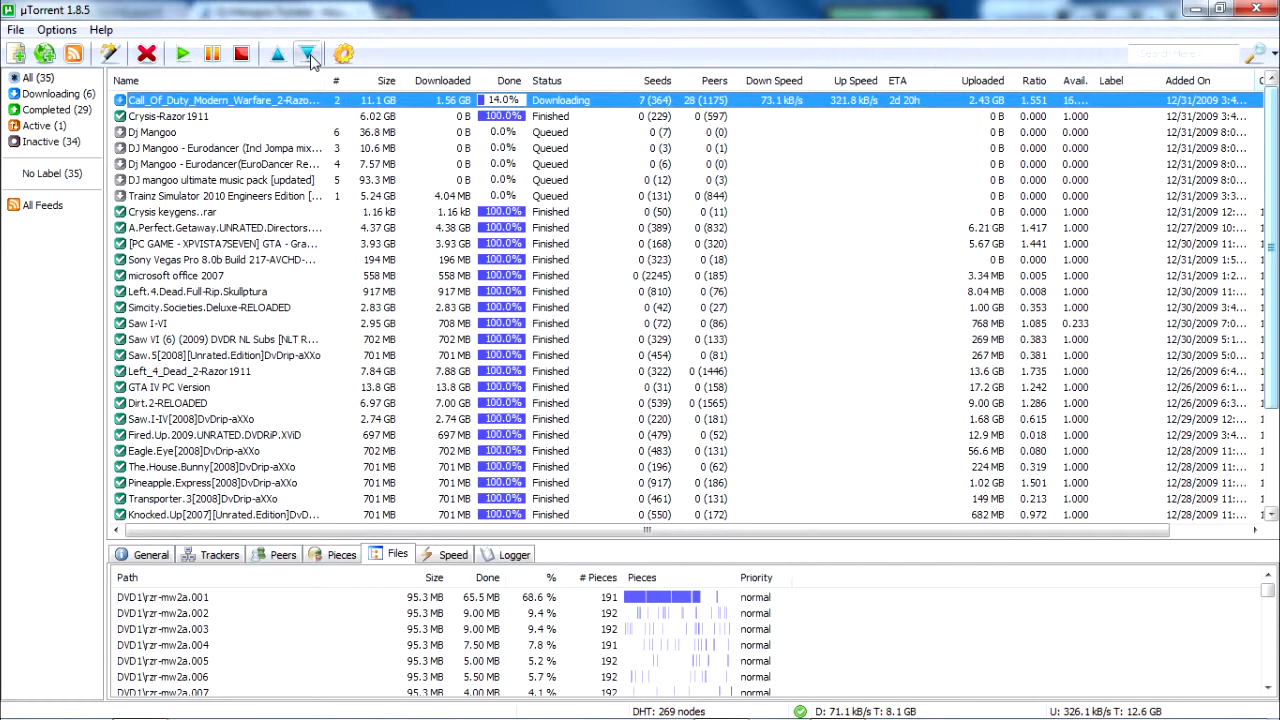 µTorrent 1.8.5
File Options Help
Search Here...
All (35)
Downloading (6)
Completed (29)
Active (1)
Inactive (34)
No Label (35)
All Feeds
Name # Size Downloaded Done Status Seeds Peers Down Speed Up Speed ETA Uploaded Ratio Avail. Label Added On
Call_Of_Duty_Modern_Warfare_2-Razo... 2 11.1 GB 1.56 GB 14.0% Downloading 7 (364) 28 (1175) 73.1 kB/s 321.8 kB/s 2d 20h 2.43 GB 1.551 16.... 12/31/2009 3:4...
Crysis-Razor1911 6.02 GB 0 B 100.0% Finished 0 (229) 0 (597) 0 B 0.000 0.000 12/31/2009 3:4...
Dj Mangoo 6 36.8 MB 0 B 0.0% Queued 0 (7) 0 (0) 0 B 0.000 0.000 12/31/2009 8:0...
DJ Mangoo - Eurodancer (Incl Jompa mix... 3 10.6 MB 0 B 0.0% Queued 0 (3) 0 (1) 0 B 0.000 0.000 12/31/2009 8:0...
Dj Mangoo - Eurodancer(EuroDancer Re... 4 7.57 MB 0 B 0.0% Queued 0 (6) 0 (0) 0 B 0.000 0.000 12/31/2009 8:0...
DJ mangoo ultimate music pack [updated] 5 93.3 MB 0 B 0.0% Queued 0 (12) 0 (3) 0 B 0.000 0.000 12/31/2009 8:0...
Trainz Simulator 2010 Engineers Edition [... 1 5.24 GB 4.04 MB 0.0% Queued 0 (131) 0 (844) 0 B 0.000 0.000 12/31/2009 3:3...
Crysis keygens..rar 1.16 kB 1.16 kB 100.0% Finished 0 (50) 0 (11) 0 B 0.000 1.000 12/31/2009 3:4...
A.Perfect.Getaway.UNRATED.Directors.... 4.37 GB 4.38 GB 100.0% Finished 0 (389) 0 (832) 6.21 GB 1.417 1.000 12/27/2009 10:...
[PC GAME - XPVISTA7SEVEN] GTA - Gra... 3.93 GB 3.93 GB 100.0% Finished 0 (168) 0 (320) 5.67 GB 1.441 1.000 12/30/2009 11:...
Sony Vegas Pro 8.0b Build 217-AVCHD-... 194 MB 196 MB 100.0% Finished 0 (323) 0 (18) 0 B 0.000 1.000 12/30/2009 5:...
microsoft office 2007 558 MB 558 MB 100.0% Finished 0 (2245) 0 (185) 3.34 MB 0.005 1.000 12/31/2009 1:2...
Left.4.Dead.Full-Rip.Skullptura 917 MB 917 MB 100.0% Finished 0 (810) 0 (76) 8.04 MB 0.008 1.000 12/30/2009 11:...
Simcity.Societies.Deluxe-RELOADED 2.83 GB 2.83 GB 100.0% Finished 0 (42) 0 (27) 1.00 GB 0.353 1.000 12/30/2009 11:...
Saw I-VI 2.95 GB 708 MB 100.0% Finished 0 (72) 0 (86) 768 MB 1.085 0.233 12/30/2009 7:0...
Saw VI (6) (2009) DVDR NL Subs [NLT R... 702 MB 702 MB 100.0% Finished 0 (329) 0 (133) 269 MB 0.383 1.000 12/30/2009 5:1...
Saw.5[2008][Unrated.Edition]DvDrip-aXXo 701 MB 701 MB 100.0% Finished 0 (454) 0 (81) 267 MB 0.381 1.000 12/30/2009 5:0...
Left_4_Dead_2-Razor1911 7.84 GB 7.88 GB 100.0% Finished 0 (322) 0 (1446) 13.6 GB 1.735 1.000 12/26/2009 11:...
GTA IV PC Version 13.8 GB 13.8 GB 100.0% Finished 0 (31) 0 (158) 17.2 GB 1.242 1.000 12/26/2009 11:...
Dirt.2-RELOADED 6.97 GB 7.00 GB 100.0% Finished 0 (539) 0 (1565) 9.00 GB 1.286 1.000 12/26/2009 11:...
Saw.I-IV[2008]DvDrip-aXXo 2.74 GB 2.74 GB 100.0% Finished 0 (220) 0 (181) 1.68 GB 0.615 1.000 12/29/2009 3:4...
Fired.Up.2009.UNRATED.DVDRiP.XViD 697 MB 697 MB 100.0% Finished 0 (479) 0 (52) 12.9 MB 0.018 1.000 12/29/2009 3:4...
Eagle.Eye[2008]DvDrip-aXXo 702 MB 702 MB 100.0% Finished 0 (483) 0 (131) 56.6 MB 0.080 1.000 12/28/2009 11:...
The.House.Bunny[2008]DvDrip-aXXo 701 MB 701 MB 100.0% Finished 0 (196) 0 (62) 224 MB 0.319 1.000 12/28/2009 11:...
Pineapple.Express[2008]DvDrip-aXXo 701 MB 701 MB 100.0% Finished 0 (917) 0 (186) 1.02 GB 1.501 1.000 12/28/2009 11:...
Transporter.3[2008]DvDrip-aXXo 701 MB 701 MB 100.0% Finished 0 (461) 0 (131) 149 MB 0.213 1.000 12/28/2009 11:...
Knocked.Up[2007][Unrated.Edition]DvD... 701 MB 701 MB 100.0% Finished 0 (550) 0 (172) 682 MB 0.972 1.000 12/28/2009 11:...
General Trackers Peers Pieces Files Speed Logger
Path Size Done % # Pieces Pieces Priority
DVD1\rzr-mw2a.001 95.3 MB 65.5 MB 68.6 % 191 normal
DVD1\rzr-mw2a.002 95.3 MB 9.00 MB 9.4 % 192 normal
DVD1\rzr-mw2a.003 95.3 MB 9.00 MB 9.4 % 192 normal
DVD1\rzr-mw2a.004 95.3 MB 7.50 MB 7.8 % 191 normal
DVD1\rzr-mw2a.005 95.3 MB 5.00 MB 5.2 % 192 normal
DVD1\rzr-mw2a.006 95.3 MB 5.50 MB 5.7 % 192 normal
DVD1\rzr-mw2a.007 95.3 MB 4.00 MB 4.1 % 192 normal
DHT: 269 nodes D: 71.1 kB/s T: 8.1 GB U: 326.1 kB/s T: 12.6 GB